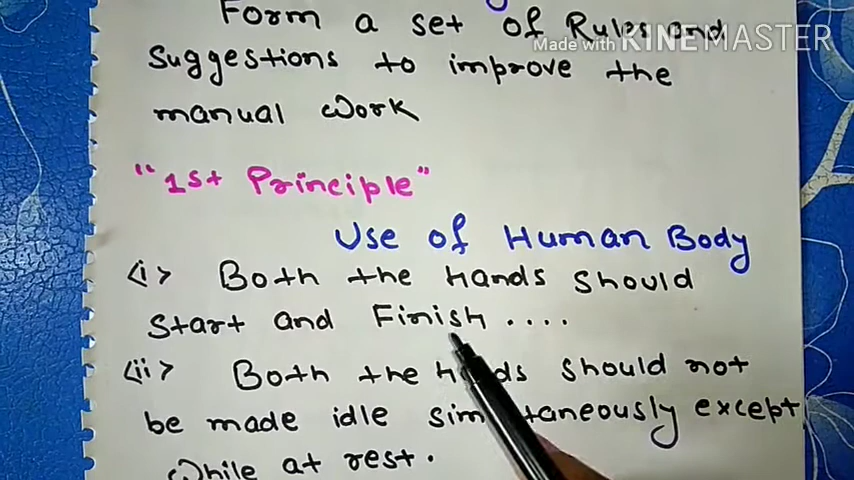 Form a set of Rules and
Made with KINEMASTER
Suggestions to improve the
manual work
"1st Principle"
Use of Human Body
<i> Both the hands should
start and Finish ....
<ii> Both the hands should not
be made idle simultaneously except
while at rest.